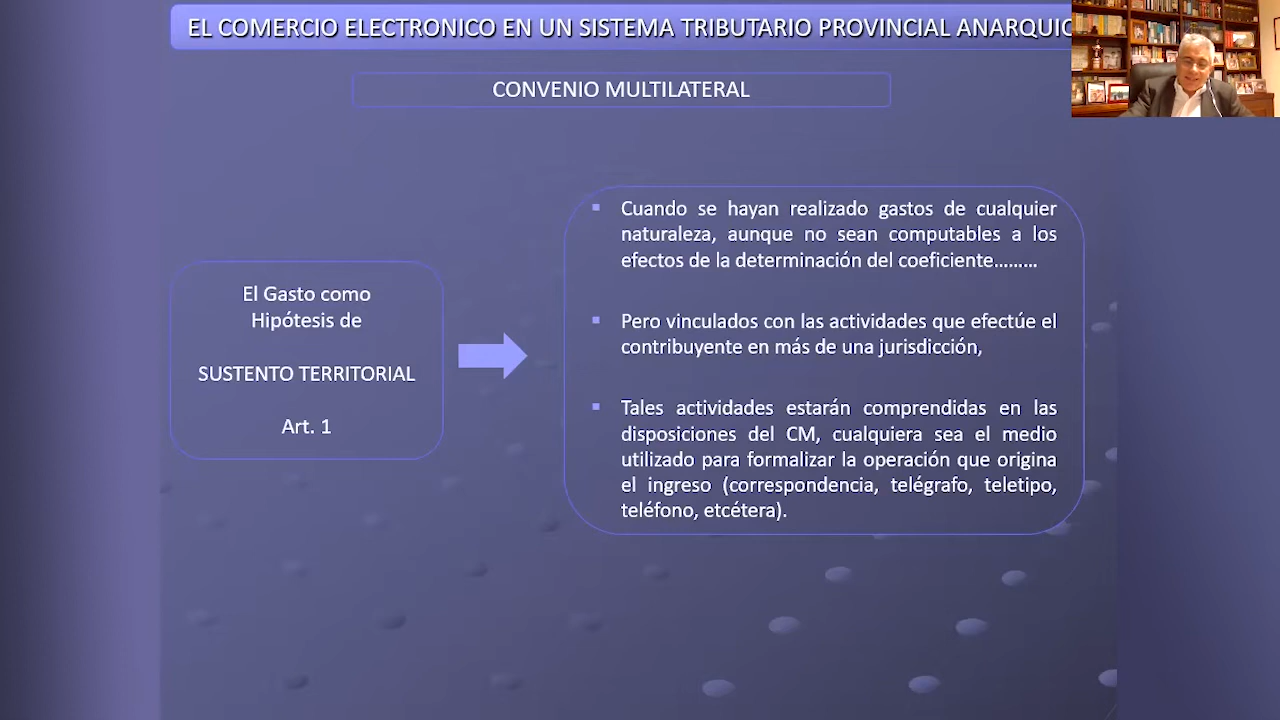 EL COMERCIO ELECTRONICO EN UN SISTEMA TRIBUTARIO PROVINCIAL
CONVENIO MULTILATERAL
El Gasto como
Hipótesis de
SUSTENTO TERRITORIAL
Art. 1
▪ Cuando se hayan realizado gastos de cualquier
naturaleza, aunque no sean computables a los
efectos de la determinación del coeficiente.........
▪ Pero vinculados con las actividades que efectúe el
contribuyente en más de una jurisdicción,
▪ Tales actividades estarán comprendidas en las
disposiciones del CM, cualquiera sea el medio
utilizado para formalizar la operación que origina
el ingreso (correspondencia, telégrafo, teletipo,
teléfono, etcétera).